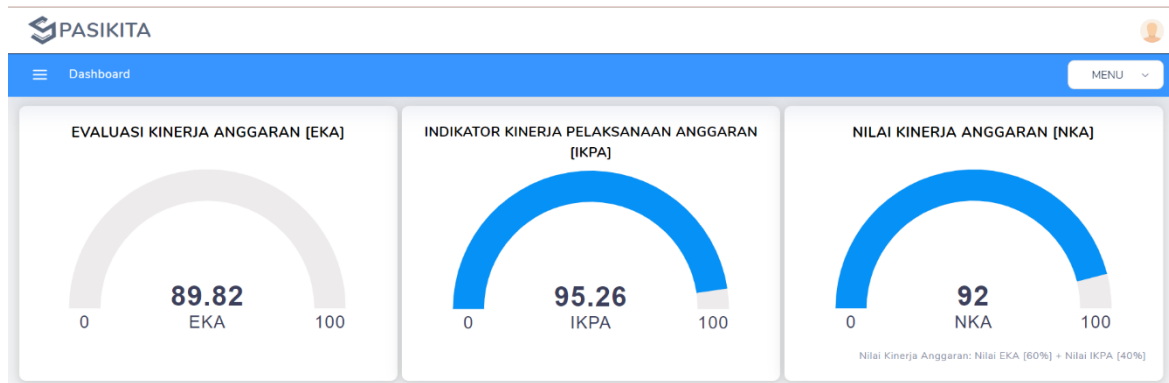 PASIKITA
Dashboard
MENU
EVALUASI KINERJA ANGGARAN [EKA]
89.82
0
EKA
100
INDIKATOR KINERJA PELAKSANAAN ANGGARAN
[IKPA]
95.26
0
IKPA
100
NILAI KINERJA ANGGARAN [NKA]
92
0
NKA
100
Nilai Kinerja Anggaran: Nilai EKA [60%] + Nilai IKPA [40%]